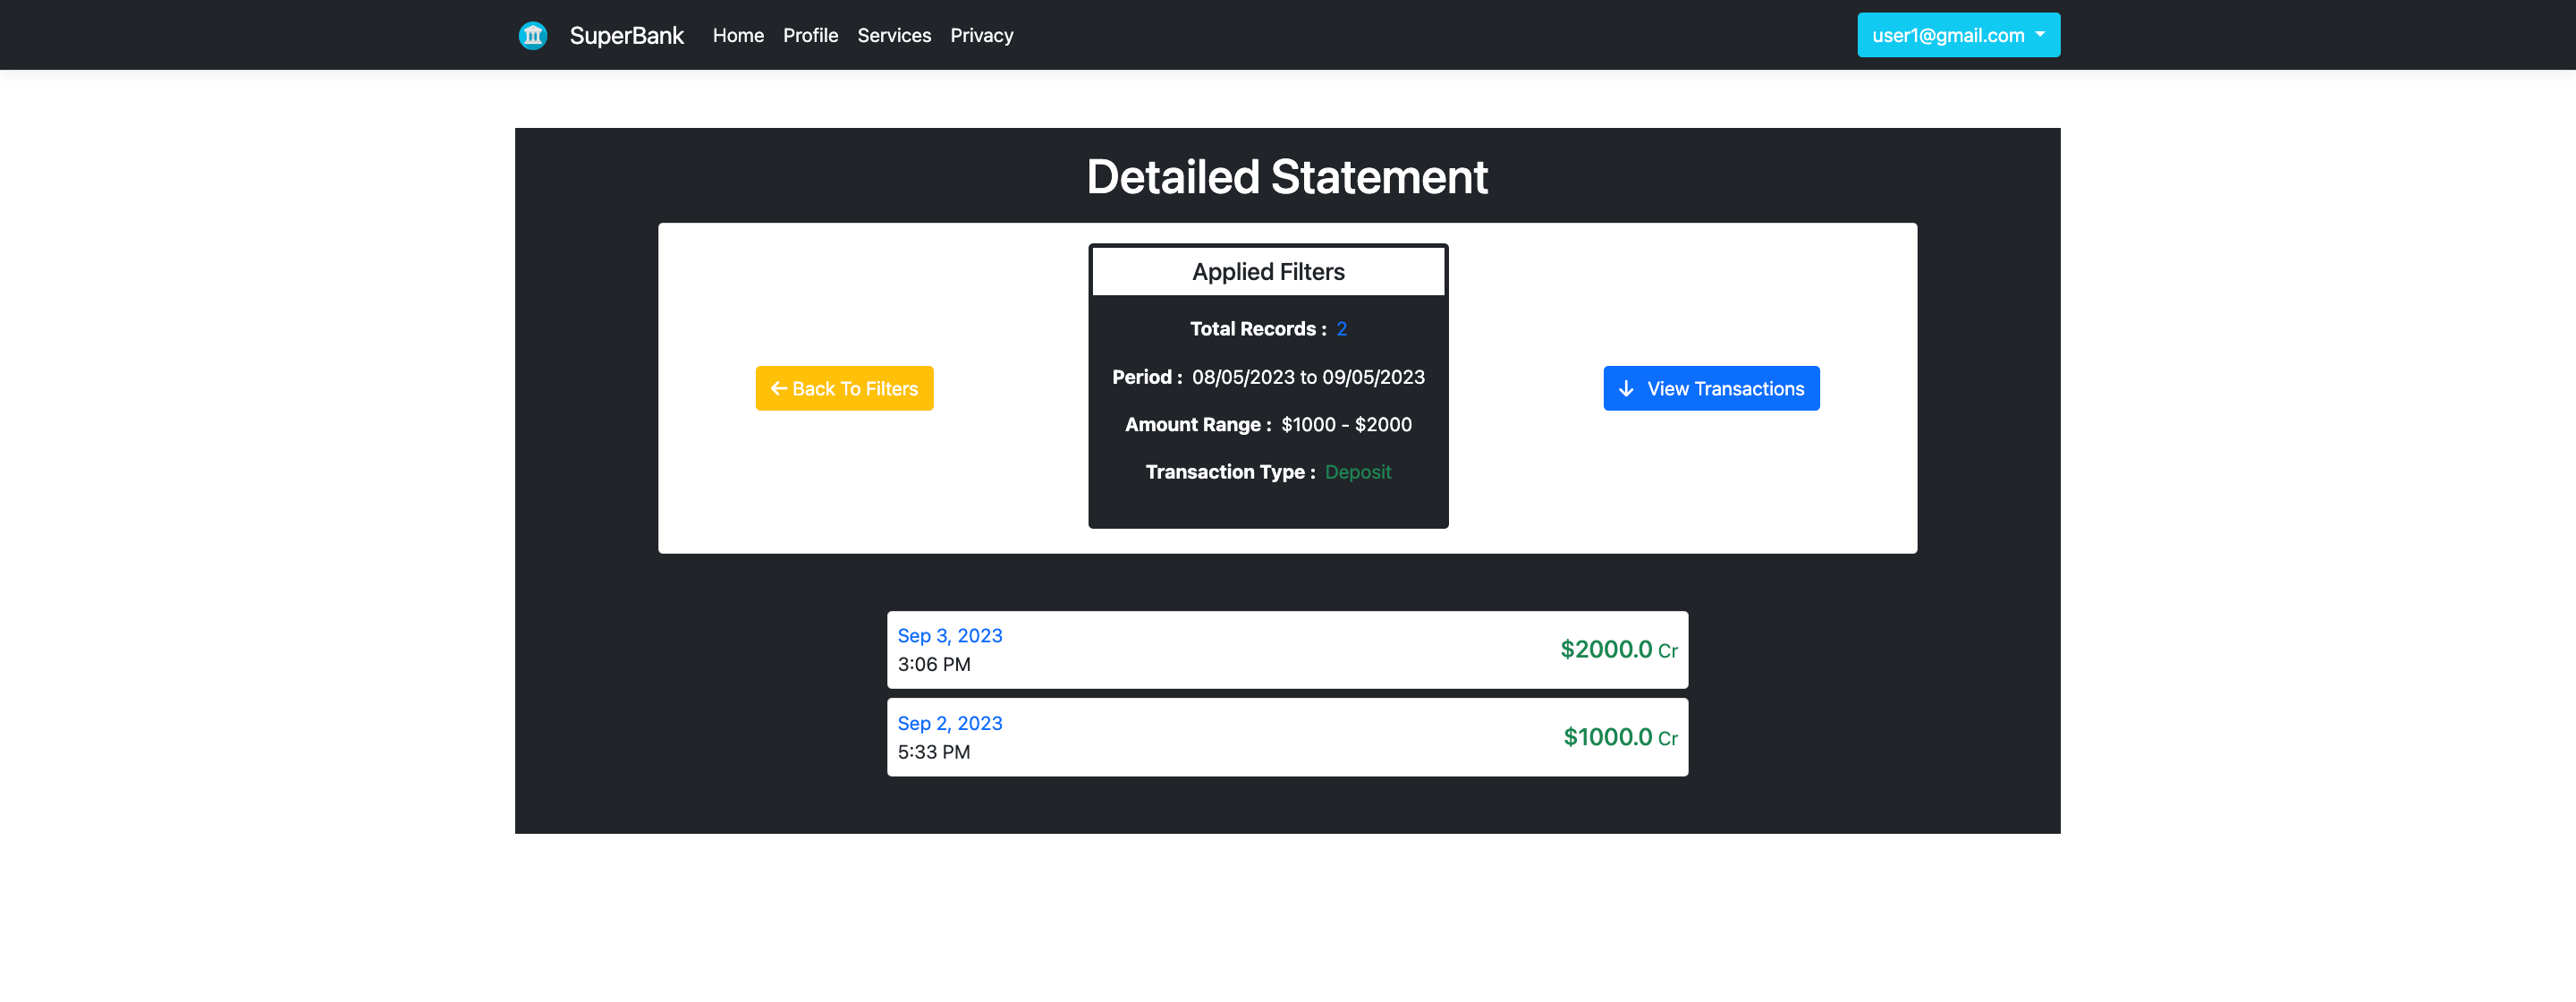 SuperBank Home Profile Services Privacy user1@gmail.com
Detailed Statement
Applied Filters
Total Records : 2
Period : 08/05/2023 to 09/05/2023
Amount Range : $1000 - $2000
Transaction Type : Deposit
Back To Filters
View Transactions
Sep 3, 2023
3:06 PM
$2000.0 Cr
Sep 2, 2023
5:33 PM
$1000.0 Cr